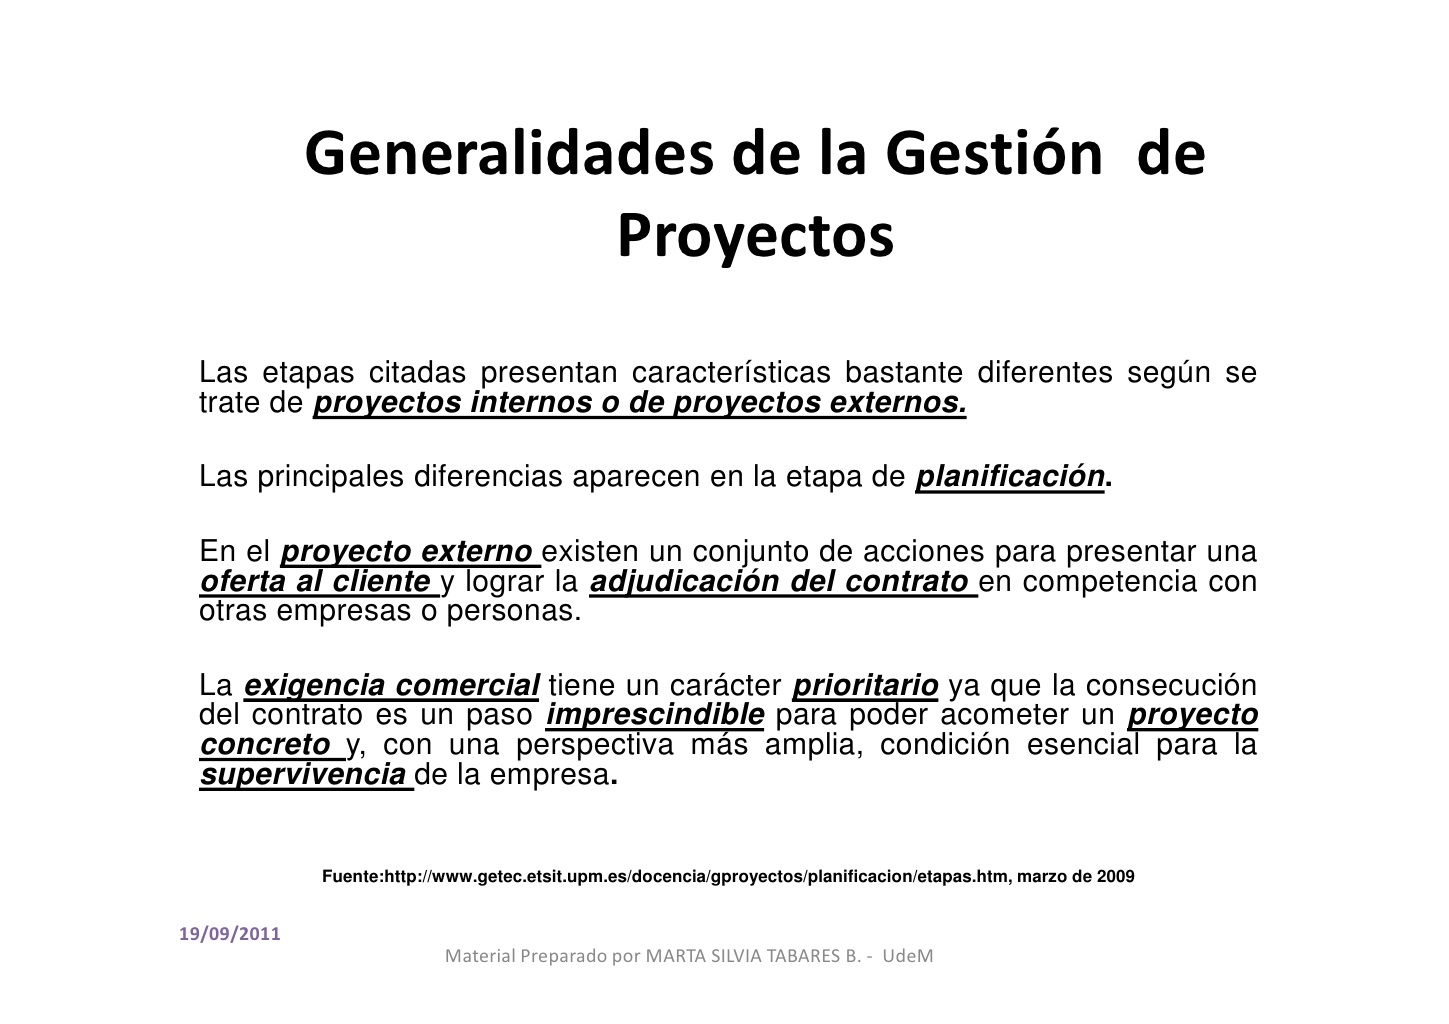 Generalidades de la Gestión  de
Proyectos
Las etapas citadas presentan características bastante diferentes según se
trate de proyectos internos o de proyectos externos.
Las principales diferencias aparecen en la etapa de planificación.
En el proyecto externo existen un conjunto de acciones para presentar una
oferta al cliente y lograr la adjudicación del contrato en competencia con
otras empresas o personas.
La exigencia comercial tiene un carácter prioritario ya que la consecución
del contrato es un paso imprescindible para poder acometer un proyecto
concreto y, con una perspectiva más amplia, condición esencial para la
supervivencia de la empresa.
Fuente:http://www.getec.etsit.upm.es/docencia/gproyectos/planificacion/etapas.htm, marzo de 2009
19/09/2011
Material Preparado por MARTA SILVIA TABARES B. -  UdeM